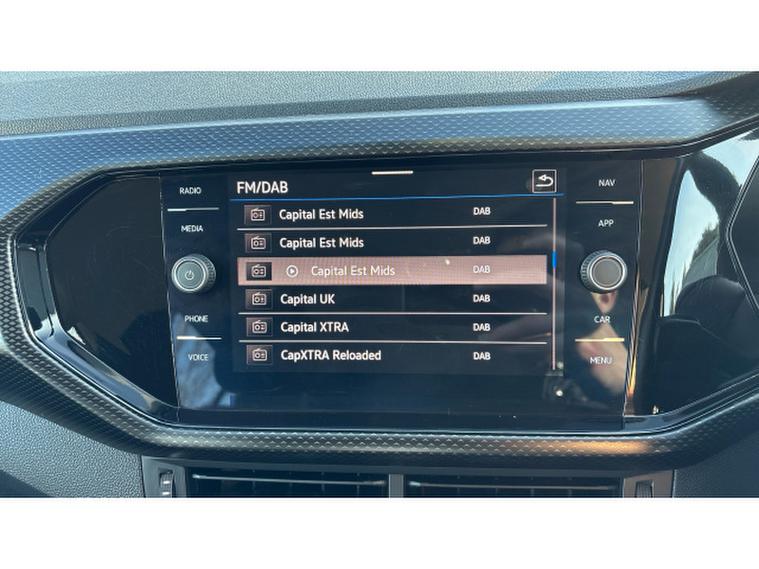 RADIO
FM/DAB
NAV
MEDIA
Capital Est Mids DAB
APP
Capital Est Mids DAB
Capital Est Mids DAB
Capital UK DAB
PHONE
Capital XTRA DAB
CAR
VOICE
CapXTRA Reloaded DAB
MENU